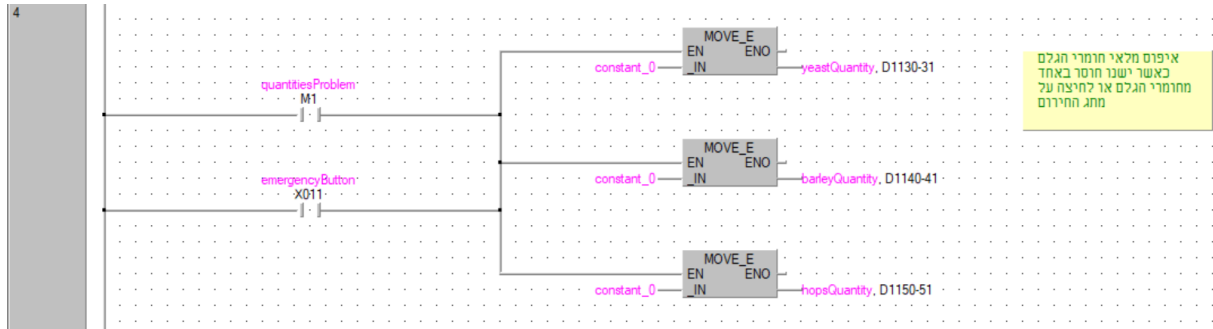 4
MOVE_E
EN ENO
constant_0 _IN yeastQuantity, D1130-31
איפוס מלאי חומרי הגלם
כאשר ישנו חוסר באחד
מחומרי הגלם או לחיצה על
מתג החירום
quantitiesProblem
M1
MOVE_E
EN ENO
constant_0 _IN barleyQuantity, D1140-41
emergencyButton
X011
MOVE_E
EN ENO
constant_0 _IN hopsQuantity, D1150-51